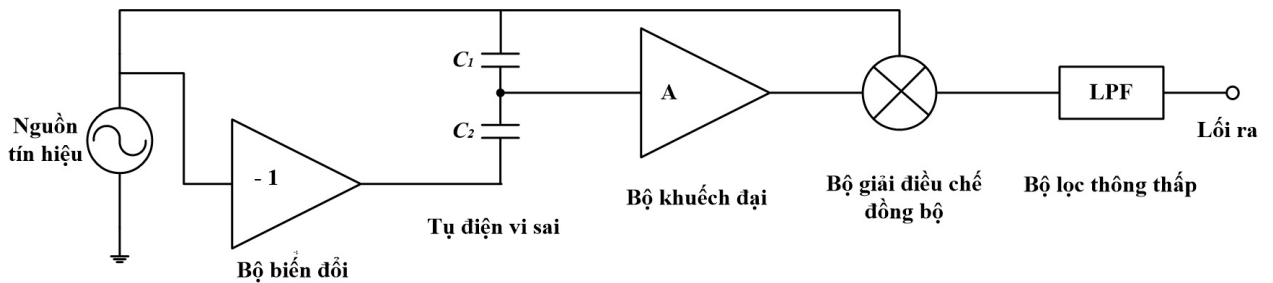 C1
A
LPF
C2
Nguồn
tín hiệu
Lối ra
- 1
Bộ khuếch đại
Bộ giải điều chế
đồng bộ
Bộ lọc thông thấp
Tụ điện vi sai
Bộ biến đổi